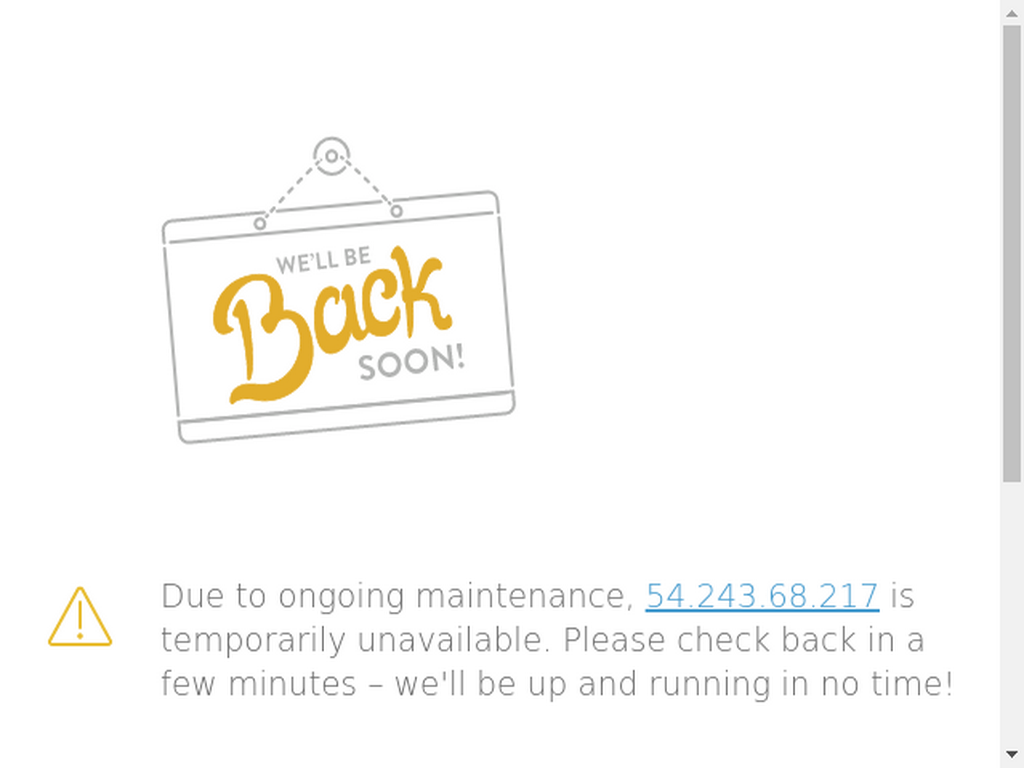 WE'LL BE
Back
SOON!
Due to ongoing maintenance, 54.243.68.217 is
temporarily unavailable. Please check back in a
few minutes – we'll be up and running in no time!